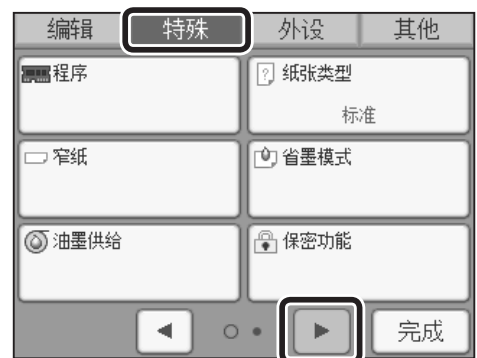 编辑 特殊 外设 其他
程序 纸张类型
标准
窄纸 省墨模式
油墨供给 保密功能
完成